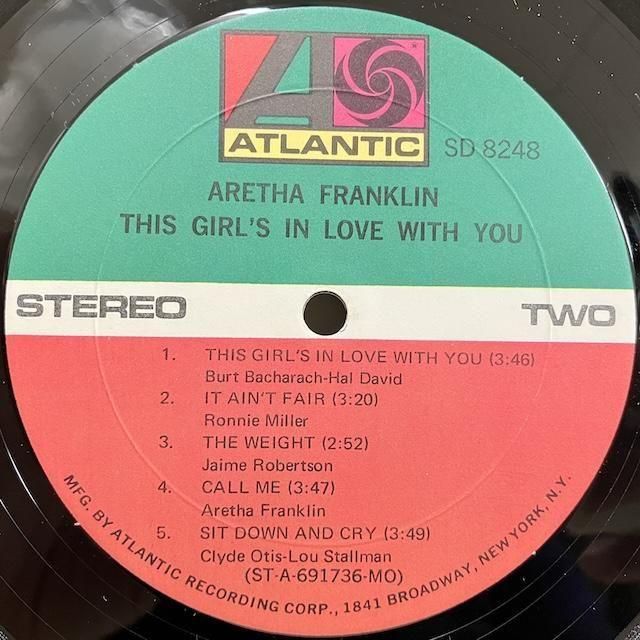 ATLANTIC
SD 8248
ARETHA FRANKLIN
THIS GIRL'S IN LOVE WITH YOU
STEREO
TWO
1. THIS GIRL'S IN LOVE WITH YOU (3:46)
Burt Bacharach-Hal David
2. IT AIN'T FAIR (3:20)
Ronnie Miller
3. THE WEIGHT (2:52)
Jaime Robertson
4. CALL ME (3:47)
Aretha Franklin
5. SIT DOWN AND CRY (3:49)
Clyde Otis-Lou Stallman
(ST-A-691736-MO)
MFG. BY ATLANTIC RECORDING CORP., 1841 BROADWAY, NEW YORK, N.Y.